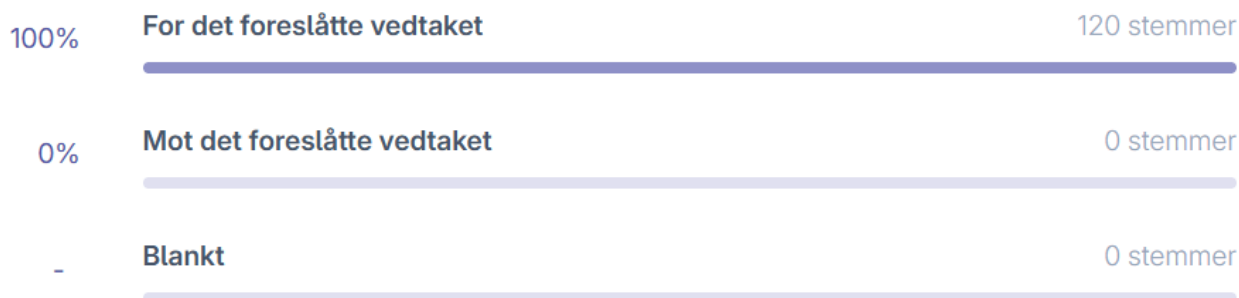 100% For det foreslåtte vedtaket 120 stemmer
0% Mot det foreslåtte vedtaket 0 stemmer
- Blankt 0 stemmer